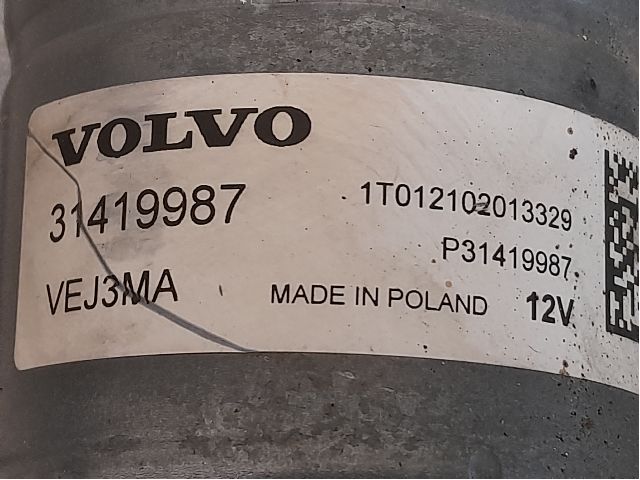 VOLVO
31419987
1T012102013329
P31419987
VEJ3MA
MADE IN POLAND
12V